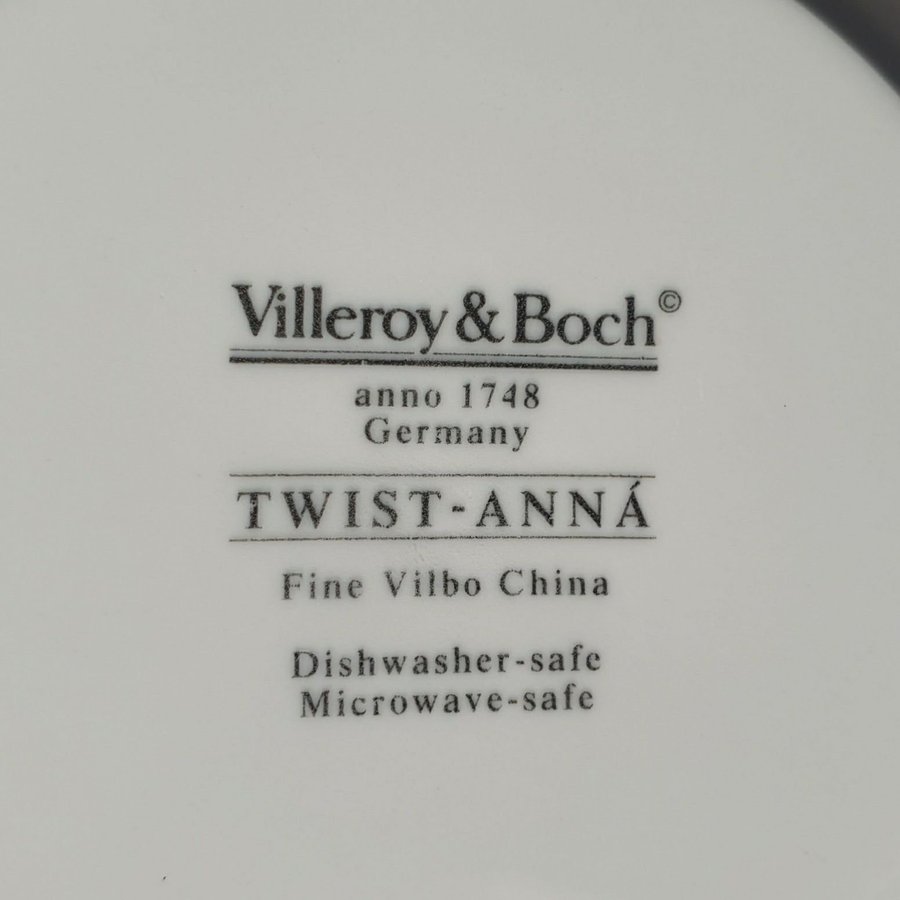 Villeroy & Boch©
anno 1748
Germany
TWIST-ANNÁ
Fine Vilbo China
Dishwasher-safe
Microwave-safe